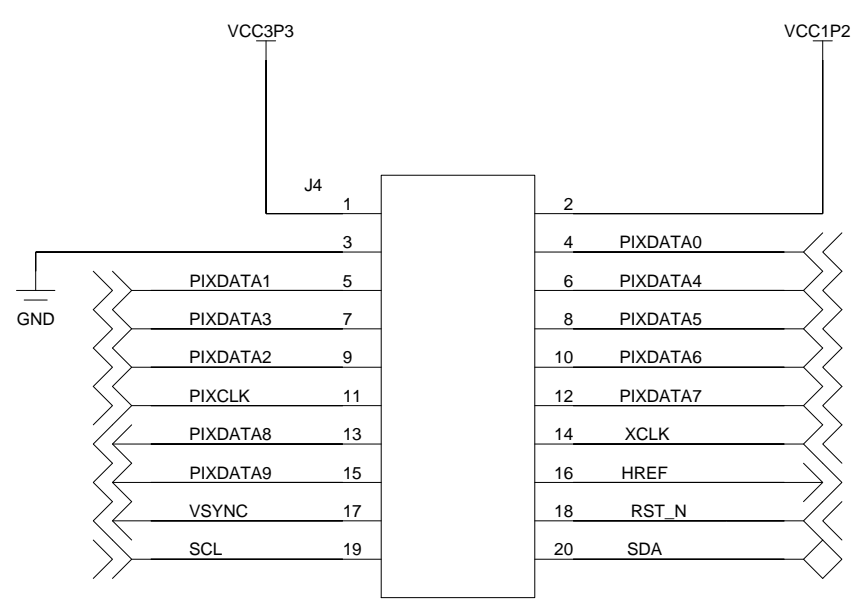 VCC3P3 VCC1P2
J4
1 2
3 4 PIXDATA0
PIXDATA1 5 6 PIXDATA4
GND
PIXDATA3 7 8 PIXDATA5
PIXDATA2 9 10 PIXDATA6
PIXCLK 11 12 PIXDATA7
PIXDATA8 13 14 XCLK
PIXDATA9 15 16 HREF
VSYNC 17 18 RST_N
SCL 19 20 SDA